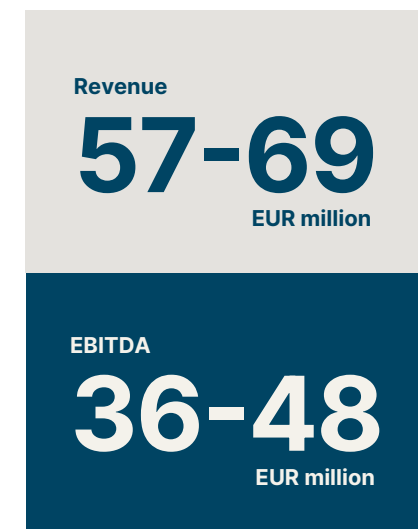 Revenue
57-69
EUR million
EBITDA
36-48
EUR million